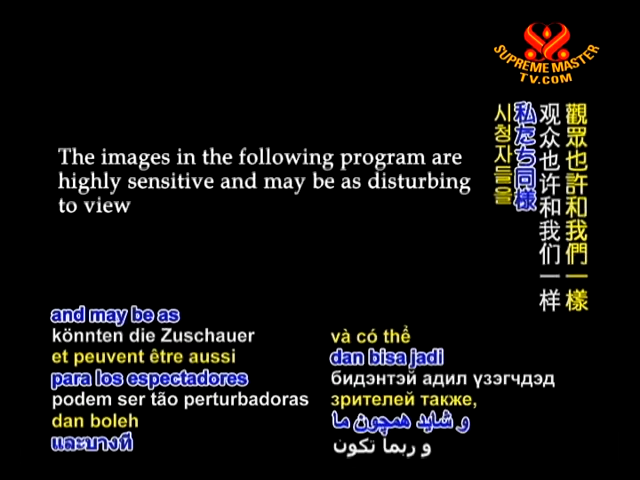 SUPREME MASTER
TV.COM
The images in the following program are
highly sensitive and may be as disturbing
to view
觀眾也許和我們一樣
观众也许和我们一样
私たち同様
시청자들을
and may be as
könnten die Zuschauer
et peuvent être aussi
para los espectadores
podem ser tão perturbadoras
dan boleh
และบางที
và có thể
dan bisa jadi
бидэнтэй адил үзэгчдэд
зрителей также,
و شاید همچون ما
و ربما تكون